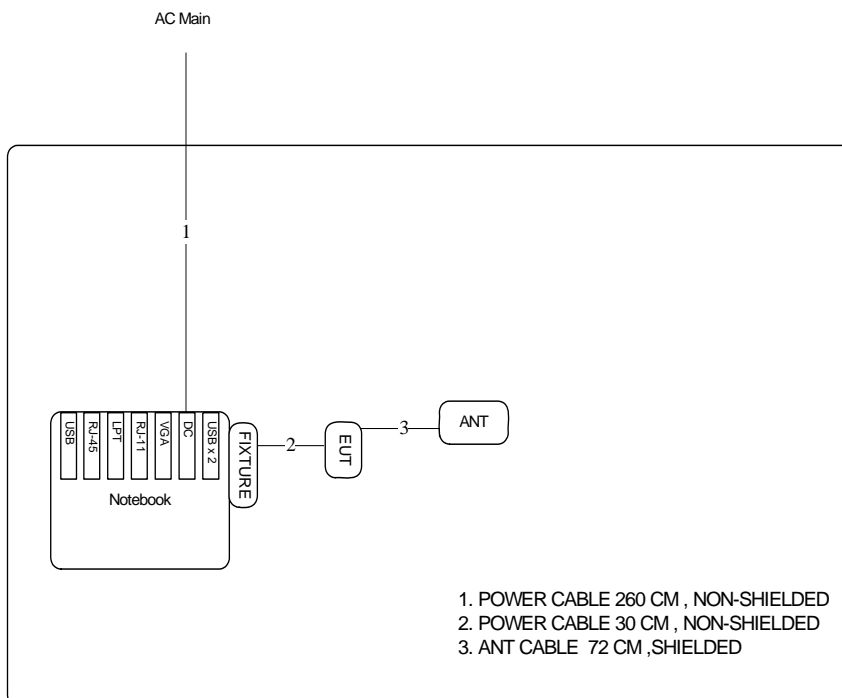 AC Main
1
USB
RJ-45
LPT
RJ-11
VGA
DC
USB x 2
Notebook
FIXTURE
2
EUT
3
ANT
1. POWER CABLE 260 CM , NON-SHIELDED
2. POWER CABLE 30 CM , NON-SHIELDED
3. ANT CABLE  72 CM ,SHIELDED